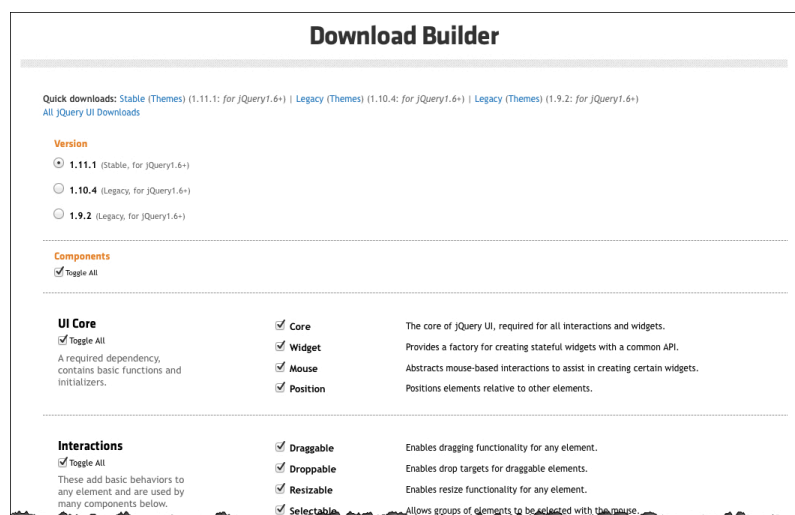 Download Builder
Quick downloads: Stable (Themes) (1.11.1: for jQuery1.6+) | Legacy (Themes) (1.10.4: for jQuery1.6+) | Legacy (Themes) (1.9.2: for jQuery1.6+)
All jQuery UI Downloads
Version
1.11.1 (Stable, for jQuery1.6+)
1.10.4 (Legacy, for jQuery1.6+)
1.9.2 (Legacy, for jQuery1.6+)
Components
Toggle All
UI Core
Toggle All
A required dependency,
contains basic functions and
initializers.
Core The core of jQuery UI, required for all interactions and widgets.
Widget Provides a factory for creating stateful widgets with a common API.
Mouse Abstracts mouse-based interactions to assist in creating certain widgets.
Position Positions elements relative to other elements.
Interactions
Toggle All
These add basic behaviors to
any element and are used by
many components below.
Draggable Enables dragging functionality for any element.
Droppable Enables drop targets for draggable elements.
Resizable Enables resize functionality for any element.
Selectable Allows groups of elements to be selected with the mouse.